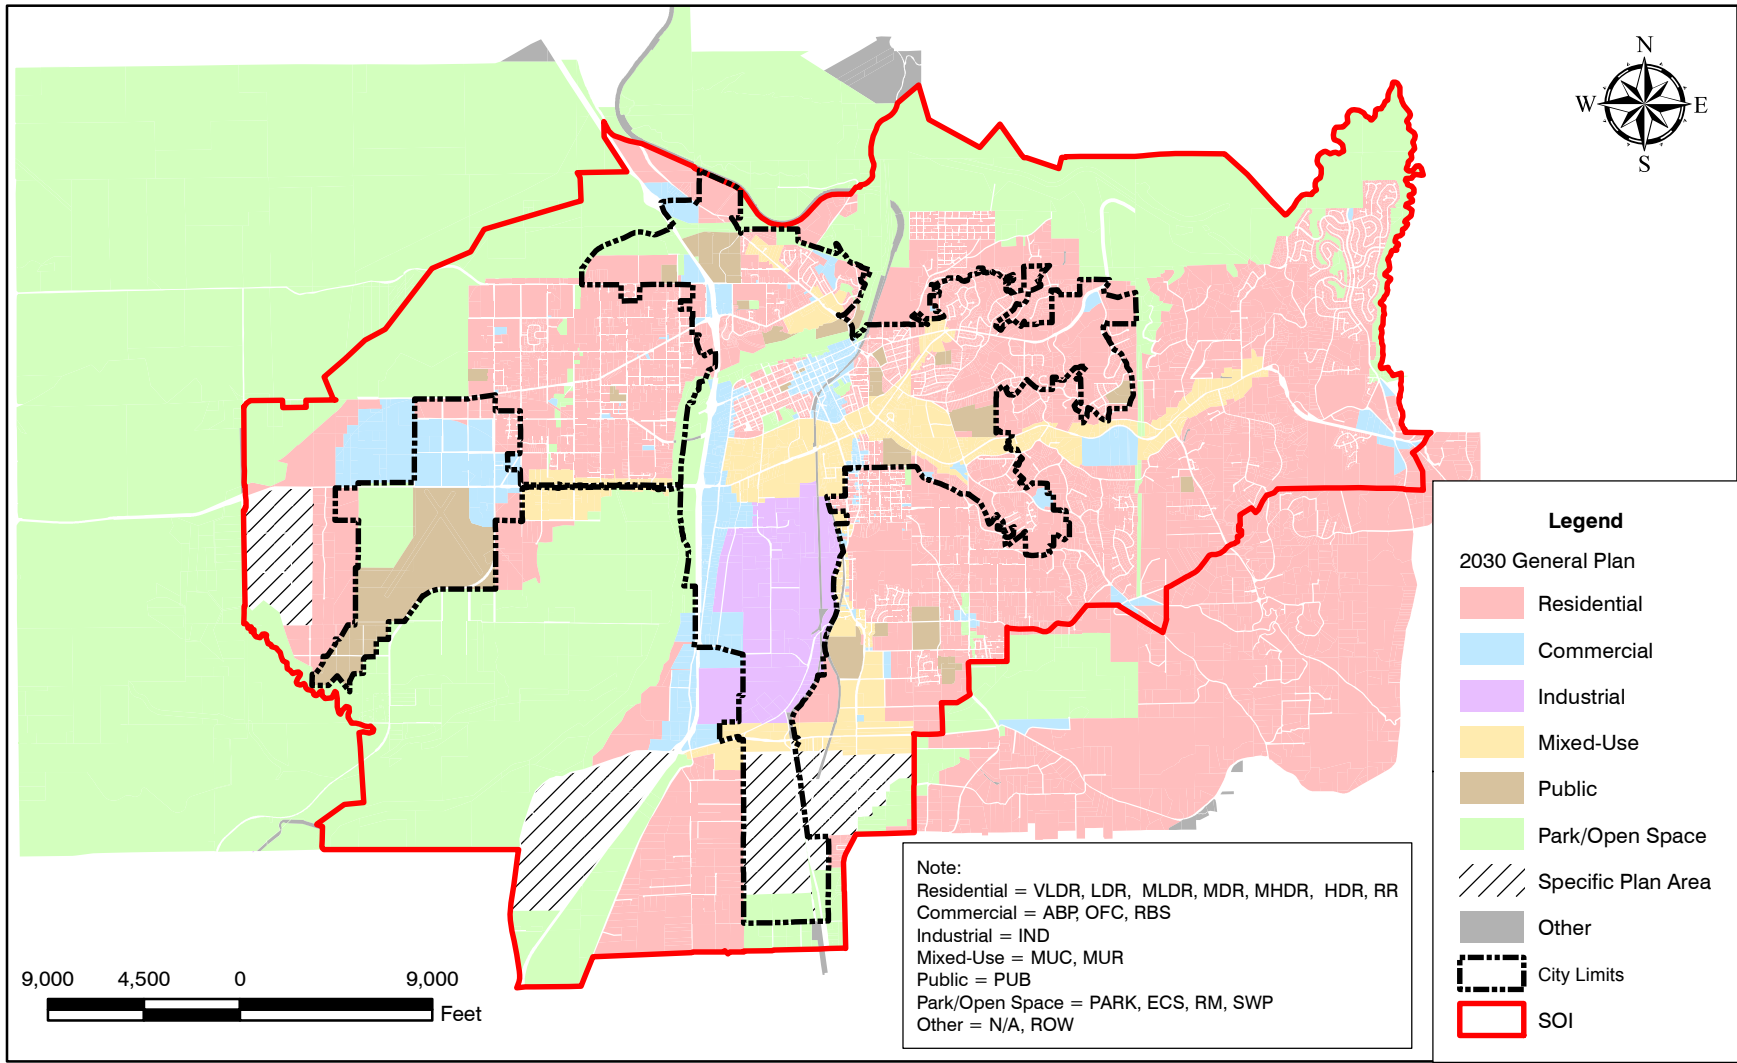 N
W E
S
Legend
2030 General Plan
Residential
Commercial
Industrial
Mixed-Use
Public
Park/Open Space
Specific Plan Area
Other
City Limits
SOI
Note:
Residential = VLDR, LDR, MLDR, MDR, MHDR, HDR, RR
Commercial = ABP, OFC, RBS
Industrial = IND
Mixed-Use = MUC, MUR
Public = PUB
Park/Open Space = PARK, ECS, RM, SWP
Other = N/A, ROW
9,000 4,500 0 9,000
Feet